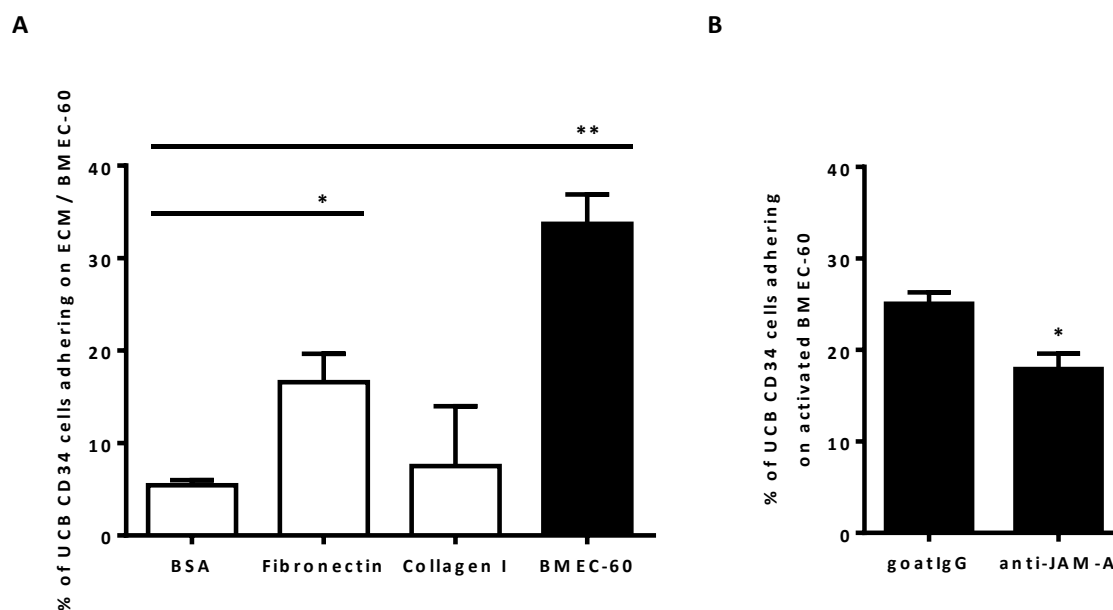 A
B
% of UCB CD34 cells adhering on ECM / BMEC-60
**
*
40
30
20
10
0
BSA Fibronectin Collagen I BMEC-60
% of UCB CD34 cells adhering
on activated BMEC-60
40
30
20
10
0
*
goatIgG anti-JAM-A